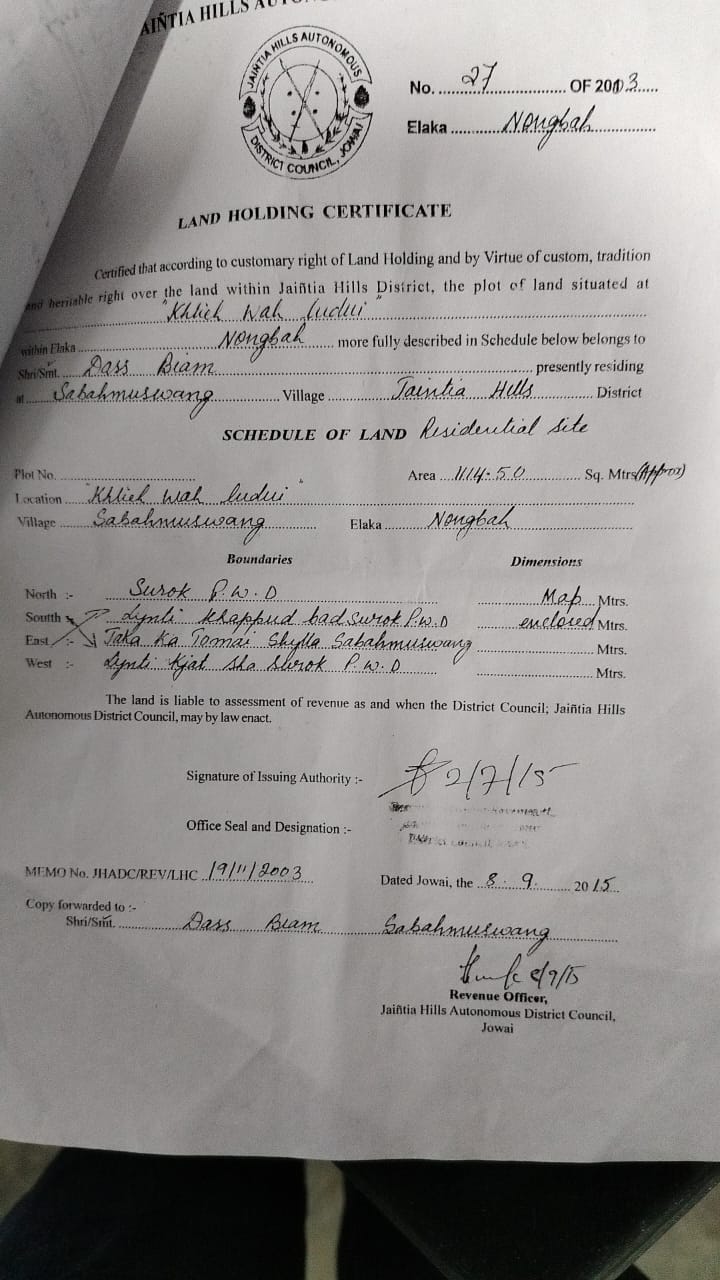 AIÑTIA HILLS AUTONOM
JAIÑTIA HILLS AUTONOMOUS
DISTRICT COUNCIL, JOWAI
No. 27 OF 2003
Elaka Nongbah
LAND HOLDING CERTIFICATE
Certified that according to customary right of Land Holding and by Virtue of custom, tradition
and heritable right over the land within Jaiñtia Hills District, the plot of land situated at
"Khlieh Wah ludui"
within Elaka Nongbah more fully described in Schedule below belongs to
Shri/Smt. Dass Biam presently residing
at Sabahmuswang Village Jaintia Hills District
SCHEDULE OF LAND Residential site
Plot No. Area 1114.50 Sq. Mtrs (Approx)
Location "Khlieh Wah ludui"
Village Sabahmuswang Elaka Nongbah
Boundaries Dimensions
North :- Surok P.W.D Map Mtrs.
Soutth :- Lynti khappud bad Surok P.W.D enclosed Mtrs.
East :- Jaka Ka Tomai Shylla Sabahmuswang Mtrs.
West :- Lynti Kjat sha Surok P.W.D Mtrs.
The land is liable to assessment of revenue as and when the District Council; Jaiñtia Hills
Autonomous District Council, may by law enact.
Signature of Issuing Authority :- 2/7/15
Office Seal and Designation :-
MEMO No. JHADC/REV/LHC 19/11/2003 Dated Jowai, the 8.9. 2015
Copy forwarded to :-
Shri/Smt. Dass Biam Sabahmuswang
8/9/15
Revenue Officer,
Jaiñtia Hills Autonomous District Council,
Jowai